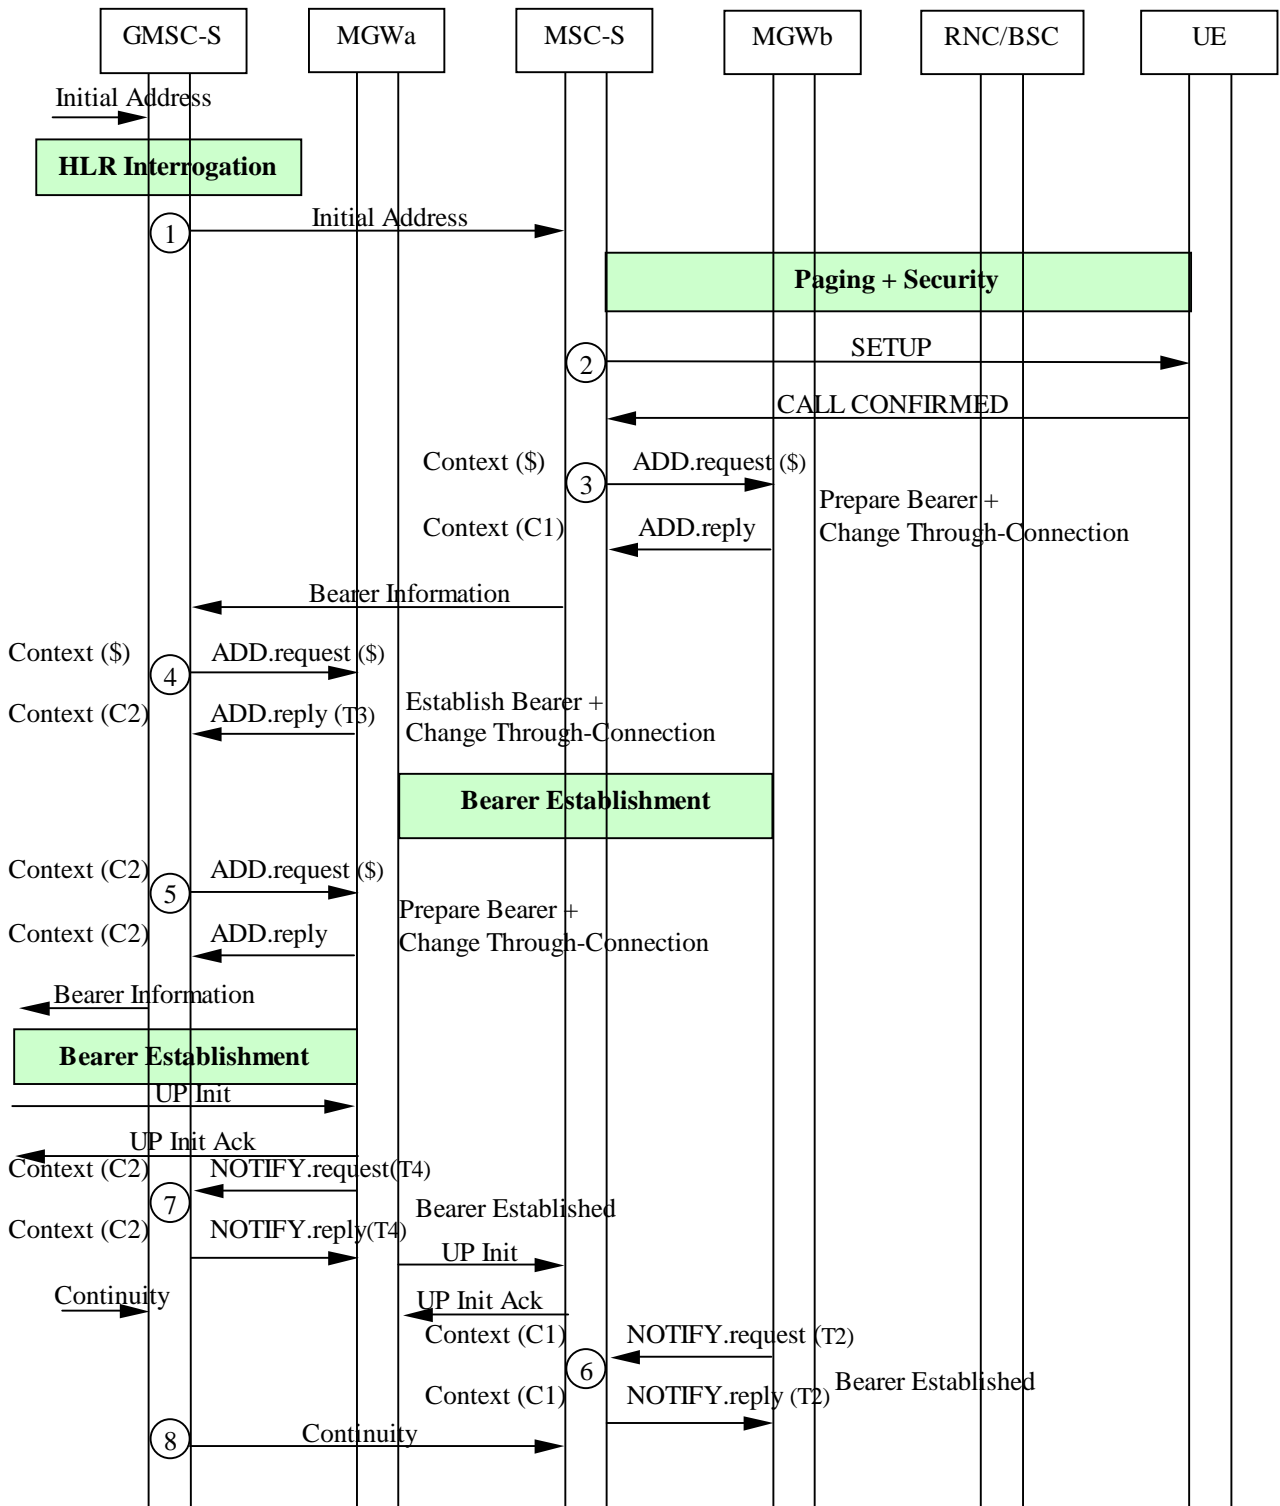 GMSC-S MGWa MSC-S MGWb RNC/BSC UE
Initial Address
HLR Interrogation
1 Initial Address
Paging + Security
2 SETUP
CALL CONFIRMED
Context ($) 3 ADD.request ($)
Prepare Bearer +
Context (C1) ADD.reply Change Through-Connection
Bearer Information
Context ($) 4 ADD.request ($)
Establish Bearer +
Context (C2) ADD.reply (T3)
Change Through-Connection
Bearer Establishment
Context (C2) 5 ADD.request ($)
Prepare Bearer +
Context (C2) ADD.reply Change Through-Connection
Bearer Information
Bearer Establishment
UP Init
UP Init Ack
Context (C2) NOTIFY.request(T4)
7
Bearer Established
Context (C2) NOTIFY.reply(T4)
UP Init
Continuity
UP Init Ack
Context (C1) NOTIFY.request (T2)
6
Bearer Established
Context (C1) NOTIFY.reply (T2)
8 Continuity